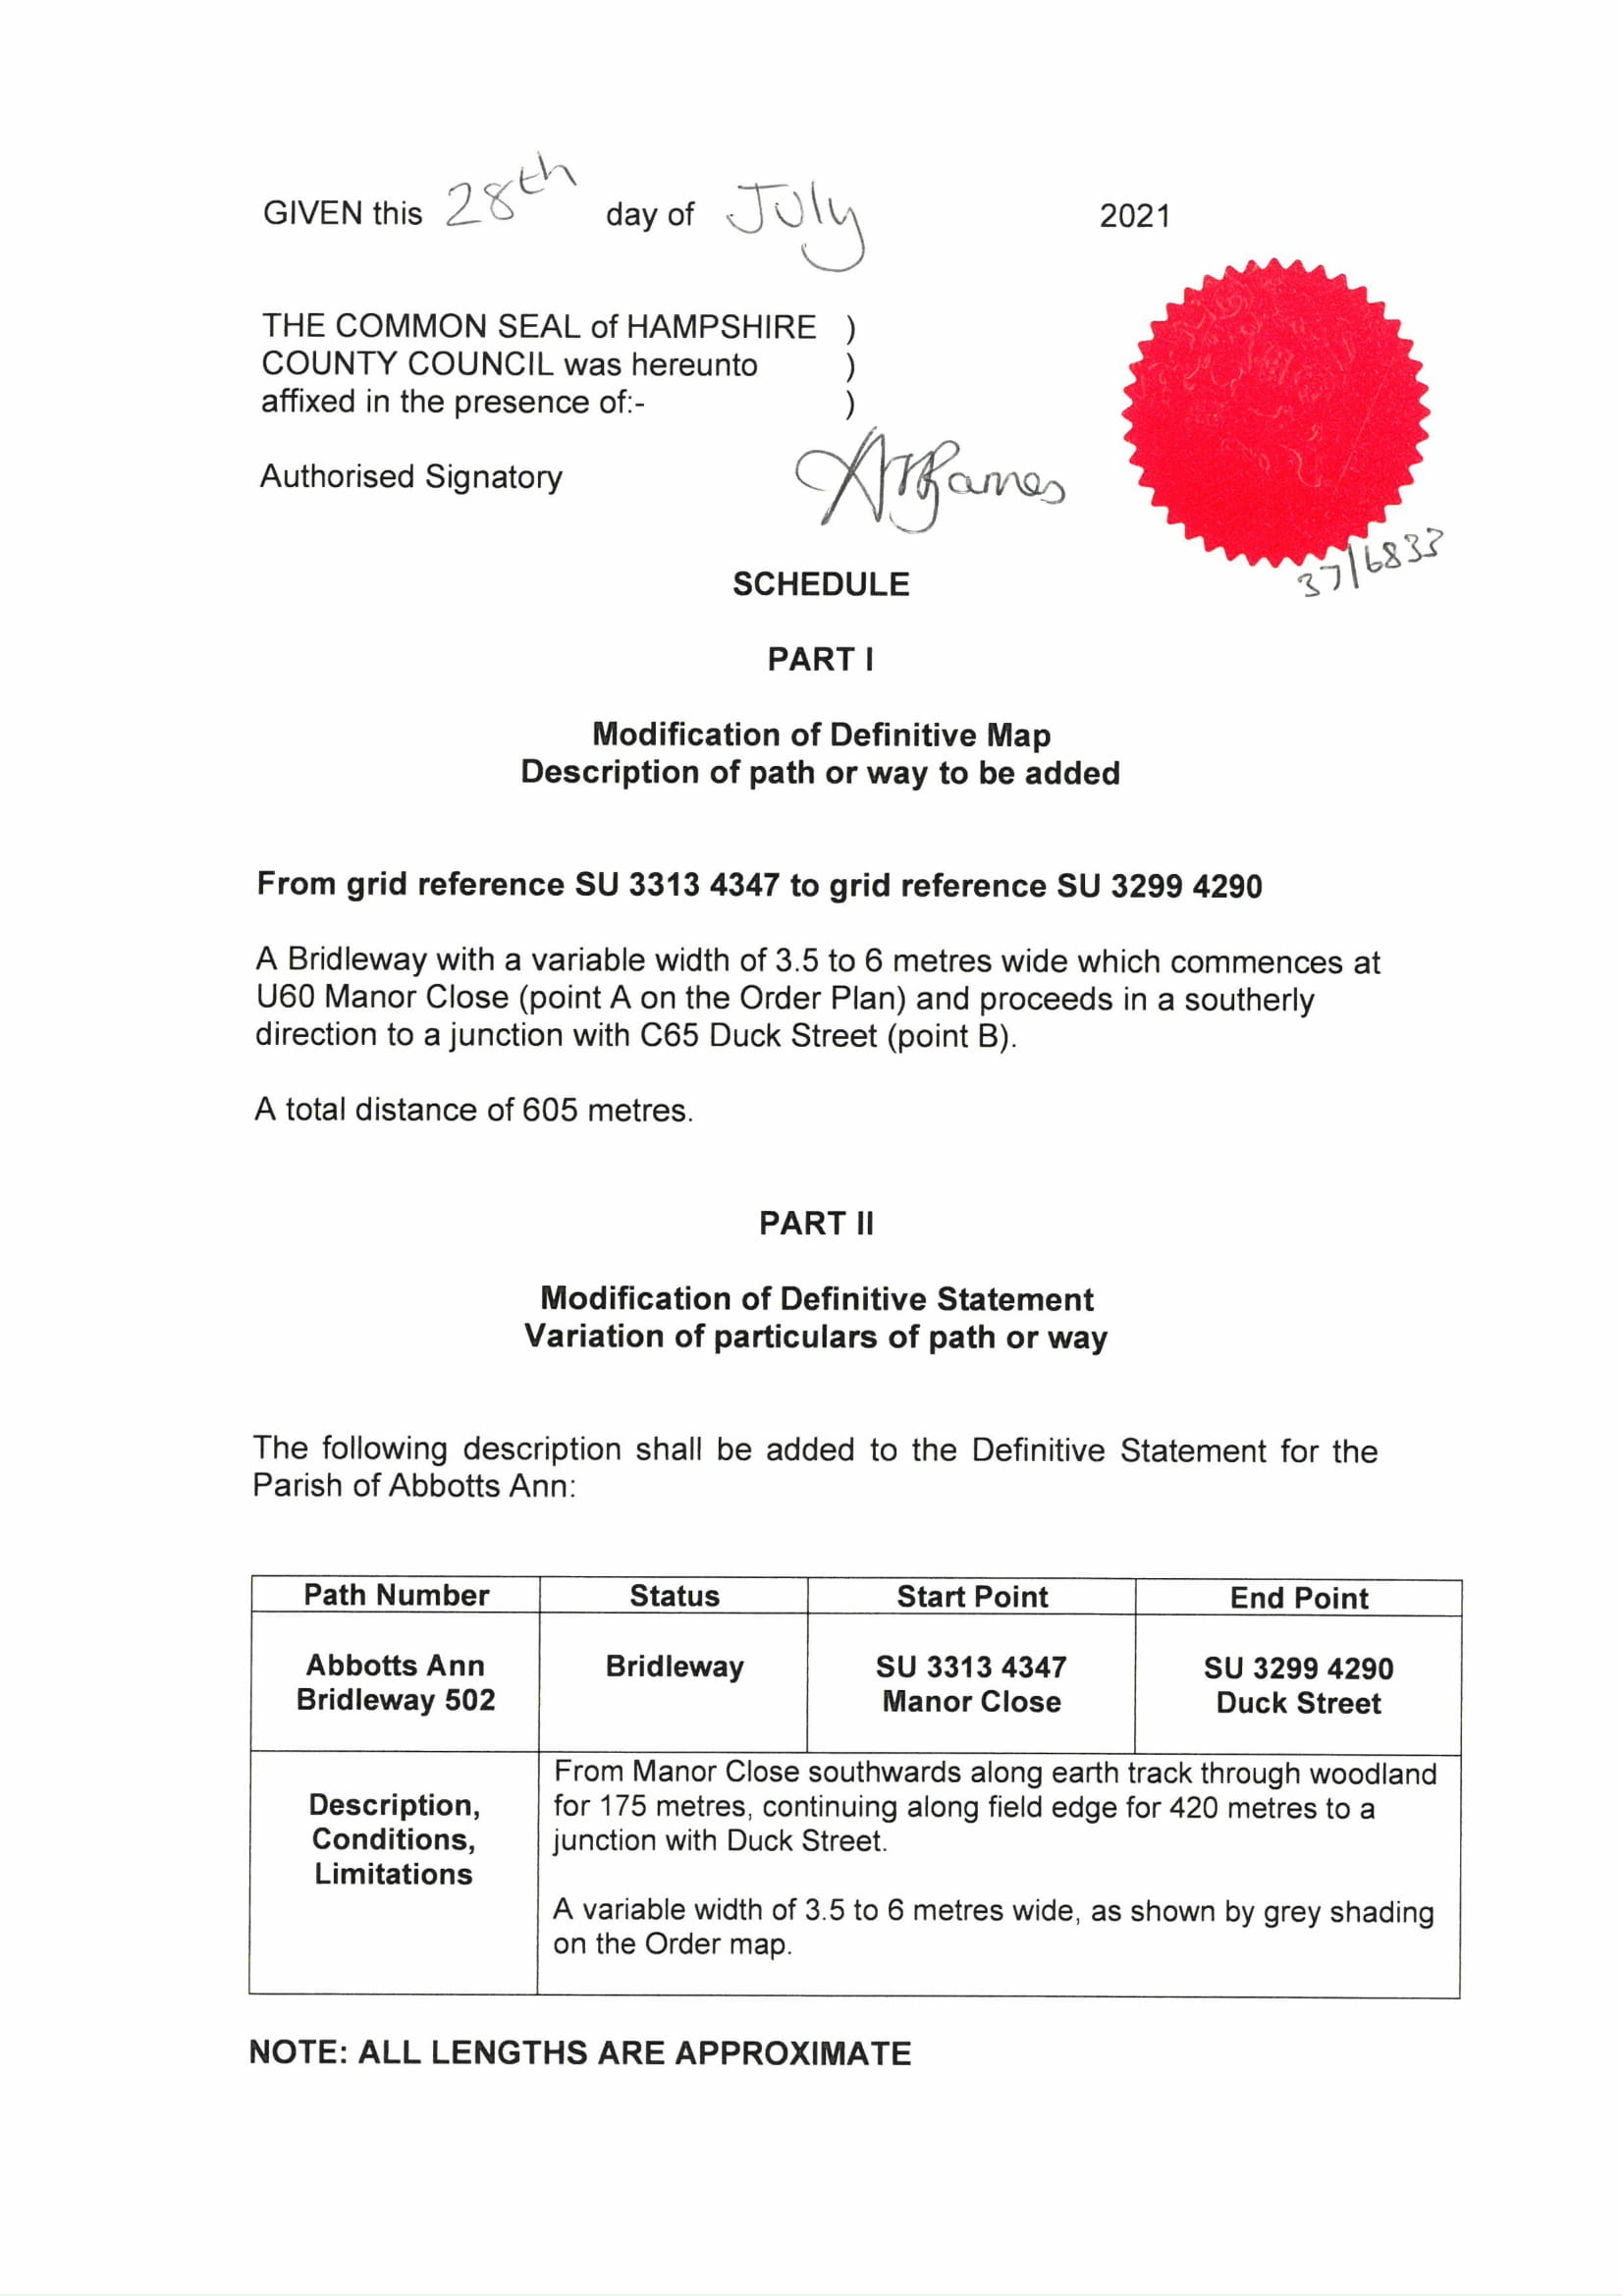 GIVEN this 28th day of July 2021
THE COMMON SEAL of HAMPSHIRE )
COUNTY COUNCIL was hereunto )
affixed in the presence of:- )
Authorised Signatory
37/6833
SCHEDULE
PART I
Modification of Definitive Map
Description of path or way to be added
From grid reference SU 3313 4347 to grid reference SU 3299 4290
A Bridleway with a variable width of 3.5 to 6 metres wide which commences at
U60 Manor Close (point A on the Order Plan) and proceeds in a southerly
direction to a junction with C65 Duck Street (point B).
A total distance of 605 metres.
PART II
Modification of Definitive Statement
Variation of particulars of path or way
The following description shall be added to the Definitive Statement for the
Parish of Abbotts Ann:
Path Number Status Start Point End Point
Abbotts Ann Bridleway SU 3313 4347 SU 3299 4290
Bridleway 502 Manor Close Duck Street
Description,
Conditions,
Limitations
From Manor Close southwards along earth track through woodland
for 175 metres, continuing along field edge for 420 metres to a
junction with Duck Street.
A variable width of 3.5 to 6 metres wide, as shown by grey shading
on the Order map.
NOTE: ALL LENGTHS ARE APPROXIMATE